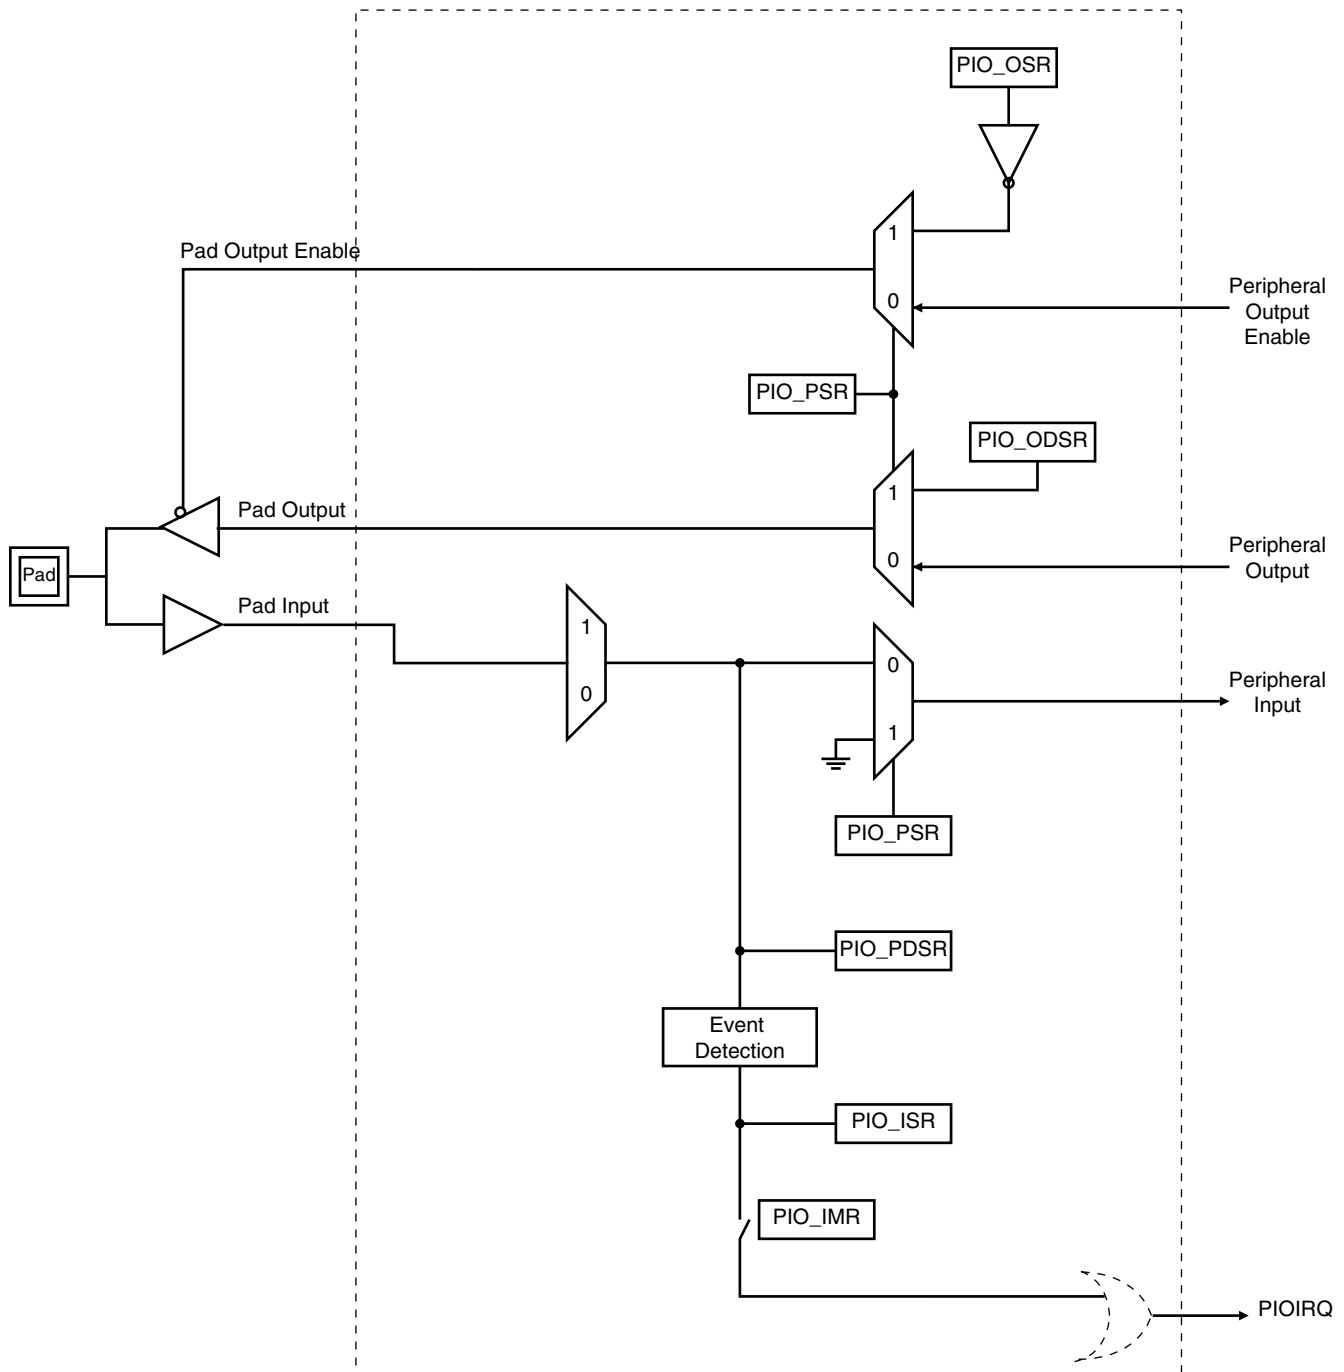 PIO_OSR
1
Pad Output Enable
0
Peripheral
Output
Enable
PIO_PSR
PIO_ODSR
1
Pad Output
0
Peripheral
Output
Pad
Pad Input
1
0
0
1
Peripheral
Input
PIO_PSR
PIO_PDSR
Event
Detection
PIO_ISR
PIO_IMR
PIOIRQ